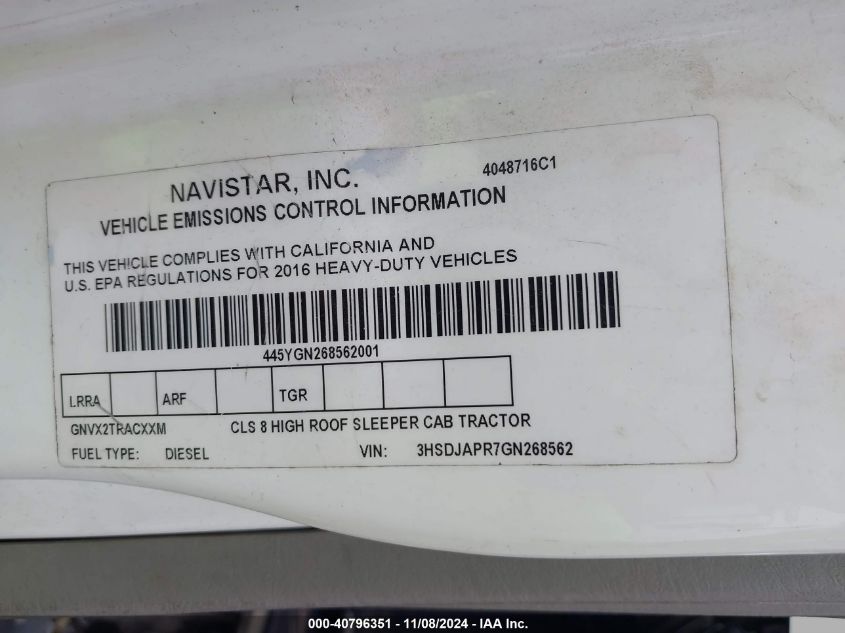 NAVISTAR, INC. 4048716C1
VEHICLE EMISSIONS CONTROL INFORMATION
THIS VEHICLE COMPLIES WITH CALIFORNIA AND
U.S. EPA REGULATIONS FOR 2016 HEAVY-DUTY VEHICLES
445YGN268562001
LRRA ARF TGR
GNVX2TRACXXM CLS 8 HIGH ROOF SLEEPER CAB TRACTOR
FUEL TYPE: DIESEL VIN: 3HSDJAPR7GN268562
000-40796351 - 11/08/2024 - IAA Inc.